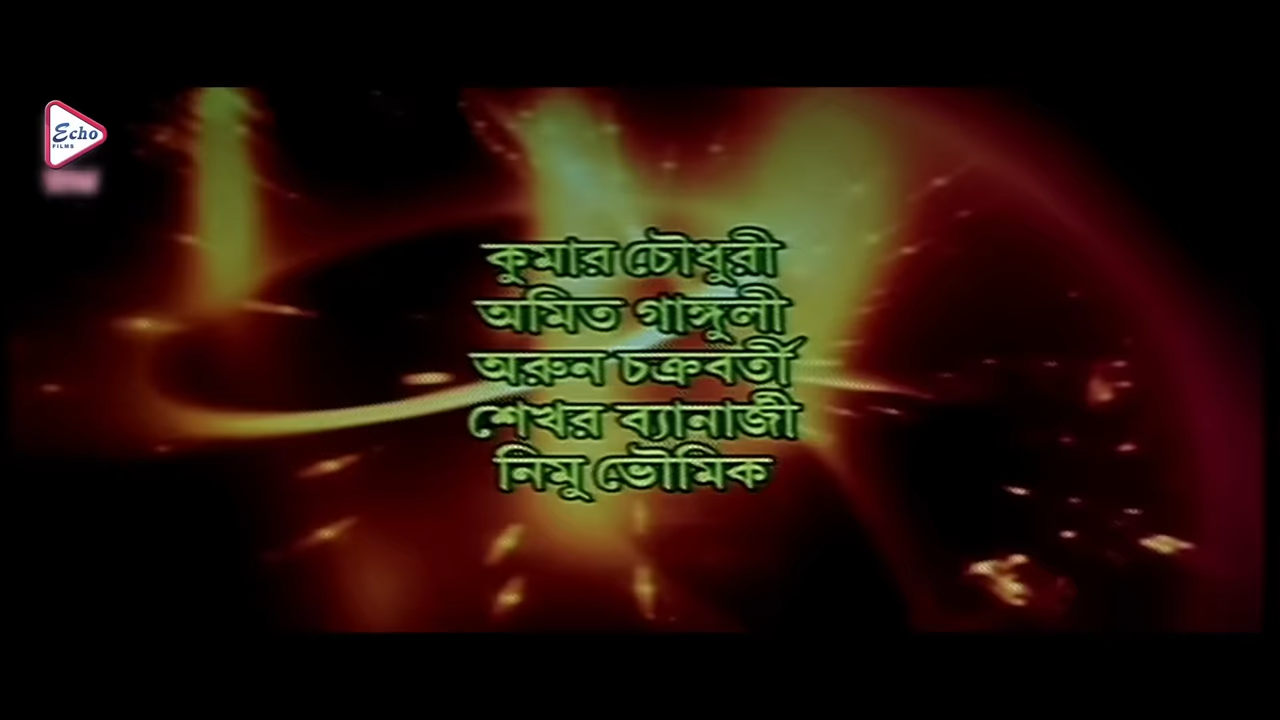 Echo
FILMS
কুমার চৌধুরী
অমিত গাঙ্গুলী
অরুন চক্রবর্তী
শেখর ব্যানার্জী
নিমু ভৌমিক